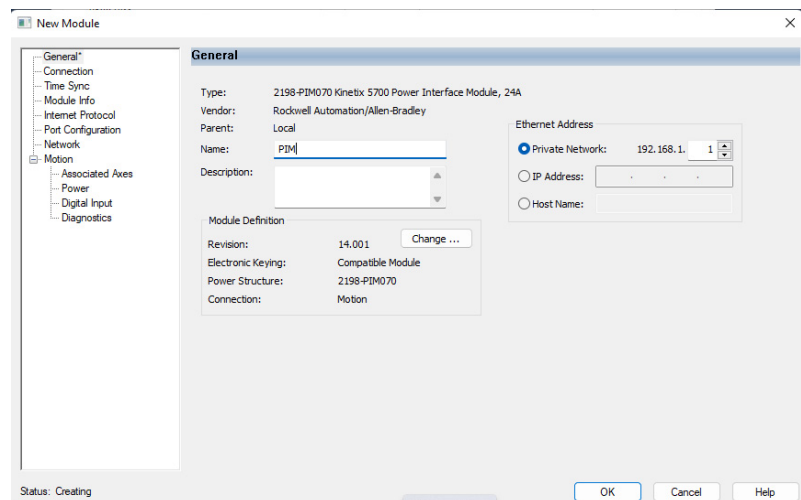 New Module
General*
Connection
Time Sync
Module Info
Internet Protocol
Port Configuration
Network
Motion
Associated Axes
Power
Digital Input
Diagnostics
General
Type: 2198-PIM070 Kinetix 5700 Power Interface Module, 24A
Vendor: Rockwell Automation/Allen-Bradley
Parent: Local
Name: PIM
Description:
Module Definition
Revision: 14.001 Change ...
Electronic Keying: Compatible Module
Power Structure: 2198-PIM070
Connection: Motion
Ethernet Address
Private Network: 192.168.1. 1
IP Address: . . .
Host Name:
Status: Creating
OK Cancel Help